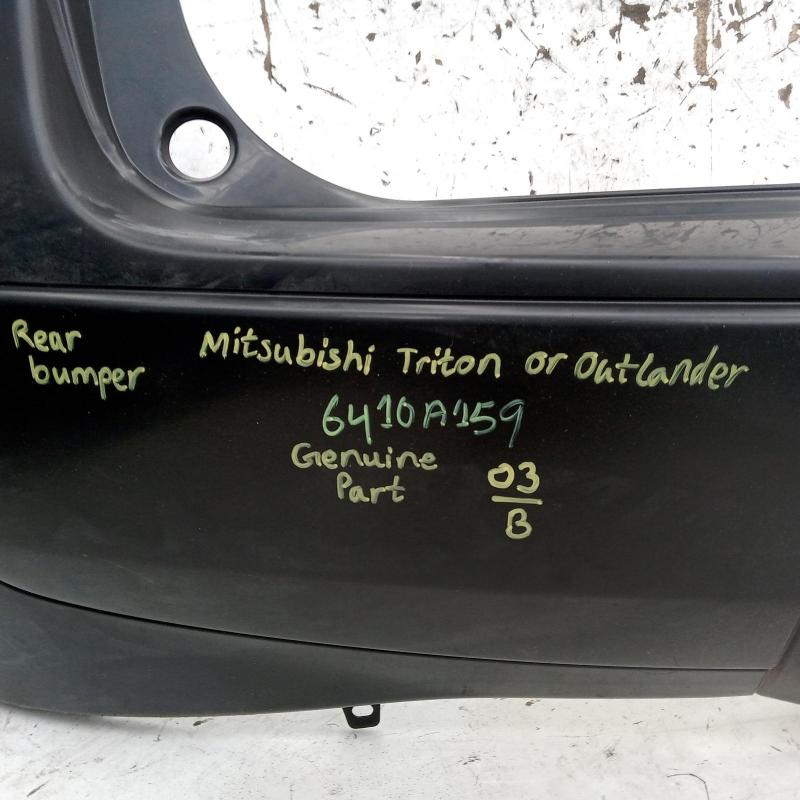 Rear
bumper
Mitsubishi Triton or Outlander
6410A159
Genuine
Part
03
B